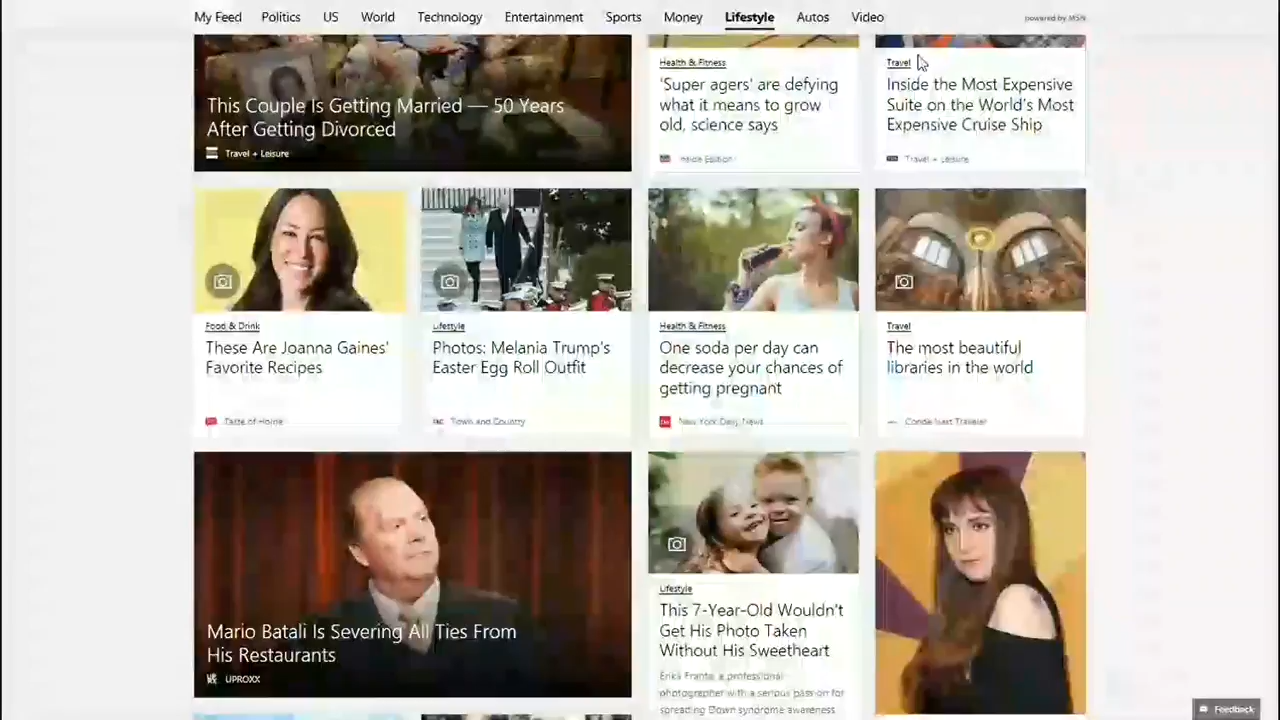 My Feed Politics US World Technology Entertainment Sports Money Lifestyle Autos Video powered by MSN
This Couple Is Getting Married — 50 Years
After Getting Divorced
Travel + Leisure
Health & Fitness
'Super agers' are defying
what it means to grow
old, science says
Inside Edition
Travel
Inside the Most Expensive
Suite on the World's Most
Expensive Cruise Ship
Travel + Leisure
Food & Drink
These Are Joanna Gaines'
Favorite Recipes
Taste of Home
Lifestyle
Photos: Melania Trump's
Easter Egg Roll Outfit
Town and Country
Health & Fitness
One soda per day can
decrease your chances of
getting pregnant
New York Daily News
Travel
The most beautiful
libraries in the world
Conde Nast Traveler
Mario Batali Is Severing All Ties From
His Restaurants
UPROXX
Lifestyle
This 7-Year-Old Wouldn't
Get His Photo Taken
Without His Sweetheart
Erika Frantz, a professional
photographer with a serious passion for
spreading Down syndrome awareness
Feedback